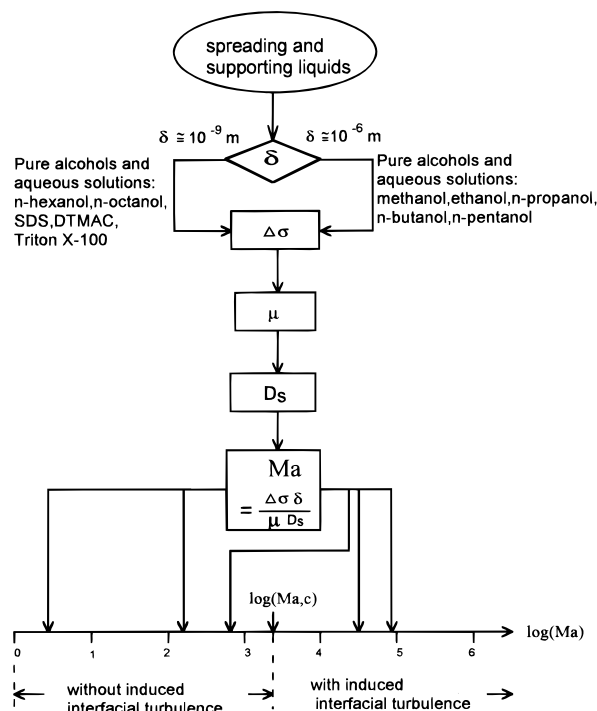 spreading and
supporting liquids
δ ≅ 10 -9 m
δ ≅10 -6 m
δ
Pure alcohols and
aqueous solutions:
n-hexanol,n-octanol,
SDS,DTMAC,
Triton X-100
Pure alcohols and
aqueous solutions:
methanol,ethanol,n-propanol,
n-butanol,n-pentanol
Δσ
μ
Ds
Ma
= Δσ δ
μ Ds
log(Ma,c)
log(Ma)
0 1 2 3 4 5 6
without induced
interfacial turbulence
with induced
interfacial turbulence